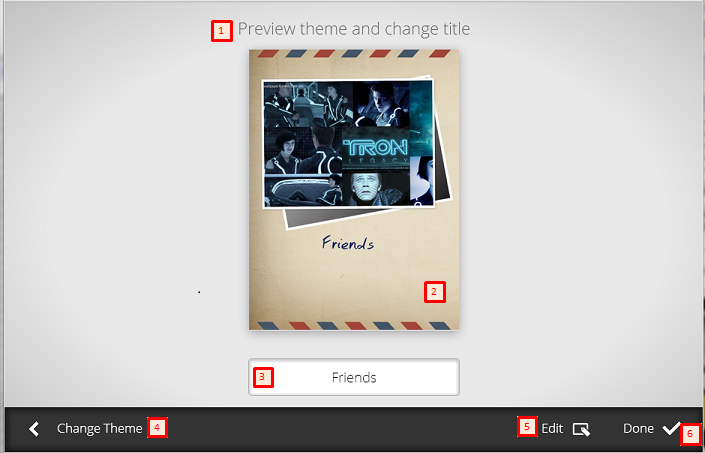 1 Preview theme and change title
TRON
LEGACY
Friends
2
3 Friends
Change Theme 4
5 Edit
Done 6